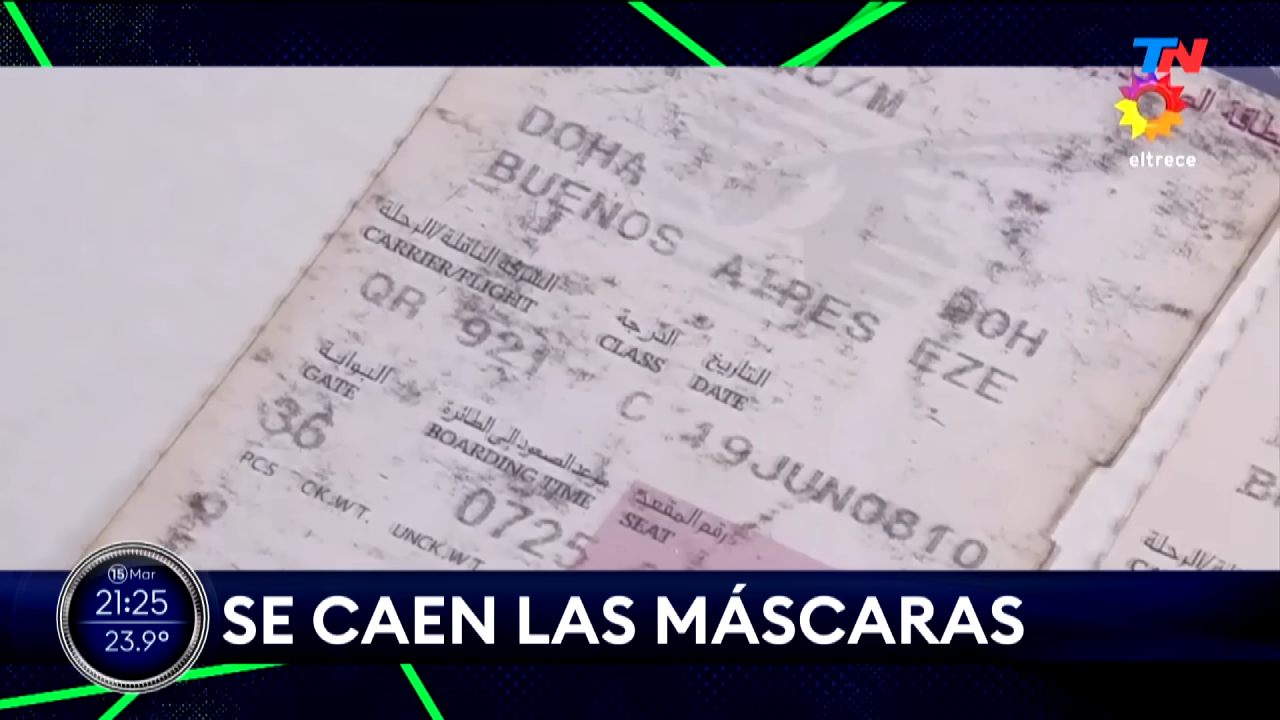 TN
eltrece
DOHA
BUENOS AIRES
DOH
EZE
الشركة الناقلة/الرحلة
CARRIER/FLIGHT
QR 921
الدرجة
CLASS
C
التاريخ
DATE
19JUN0810
البوابة
GATE
36
موعد الصعود الى الطائرة
BOARDING TIME
0725
رقم المقعد
SEAT
PCS
CK.WT.
UNCK.WT.
15 Mar
21:25
23.9°
SE CAEN LAS MÁSCARAS